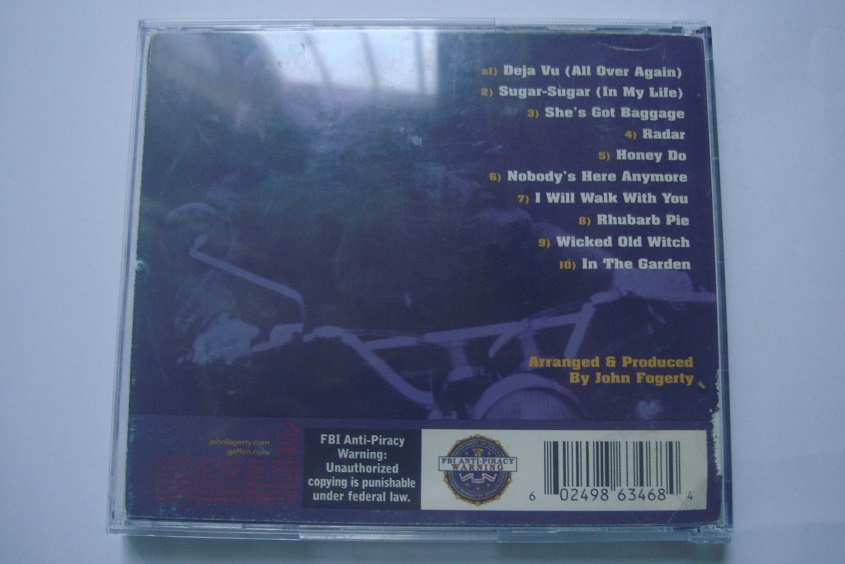 a1) Deja Vu (All Over Again)
2) Sugar-Sugar (In My Life)
3) She's Got Baggage
4) Radar
5) Honey Do
6) Nobody's Here Anymore
7) I Will Walk With You
8) Rhubarb Pie
9) Wicked Old Witch
10) In The Garden
Arranged & Produced
By John Fogerty
johnfogerty.com
geffen.com
FBI Anti-Piracy
Warning:
Unauthorized
copying is punishable
under federal law.
FBI ANTI-PIRACY
WARNING
6 02498 63468 4